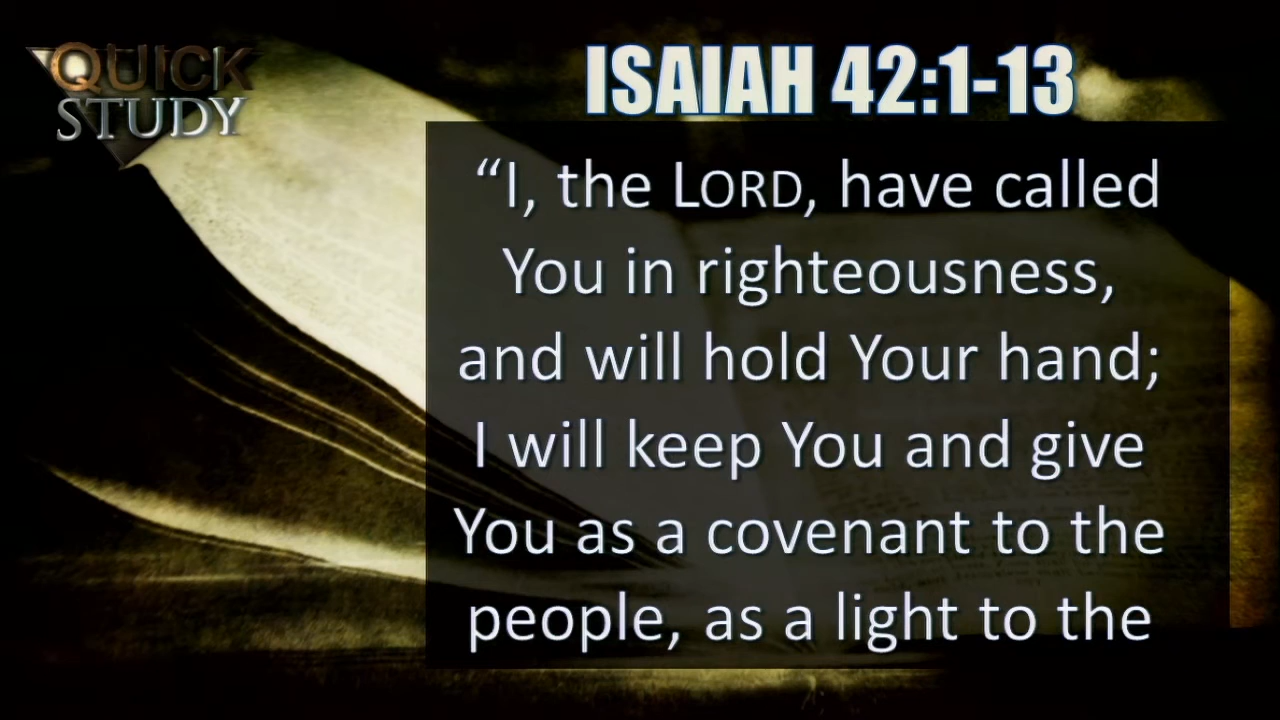 QUICK
STUDY
ISAIAH 42:1-13
“I, the LORD, have called
You in righteousness,
and will hold Your hand;
I will keep You and give
You as a covenant to the
people, as a light to the